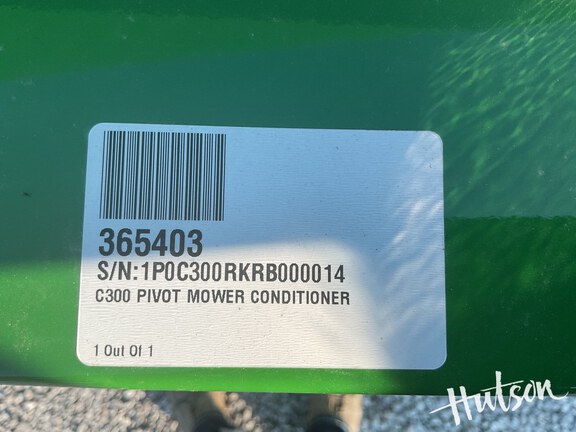 365403
S/N:1P0C300RKRB000014
C300 PIVOT MOWER CONDITIONER
1 Out Of 1
Hutson